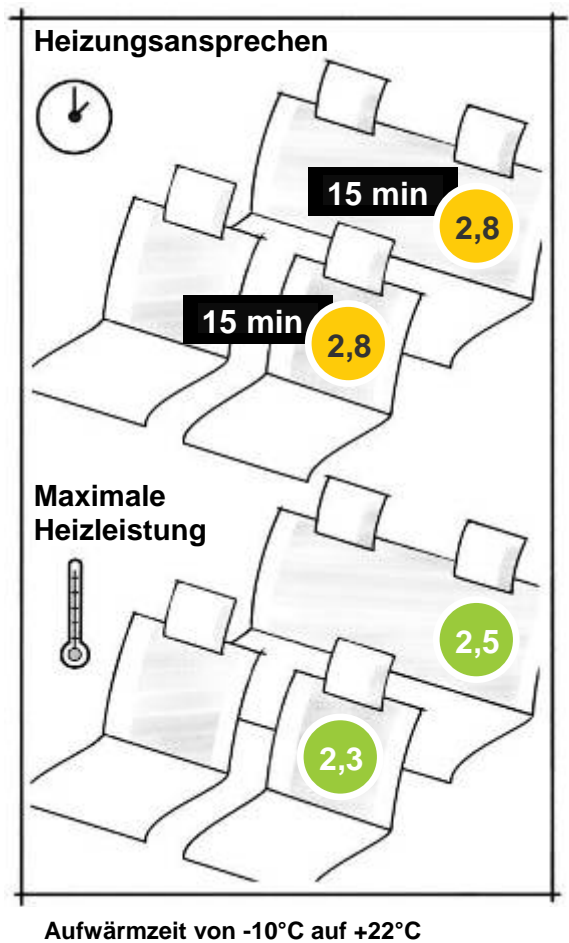 Heizungsansprechen
15 min
2,8
15 min
2,8
Maximale
Heizleistung
2,5
2,3
Aufwärmzeit von -10°C auf +22°C